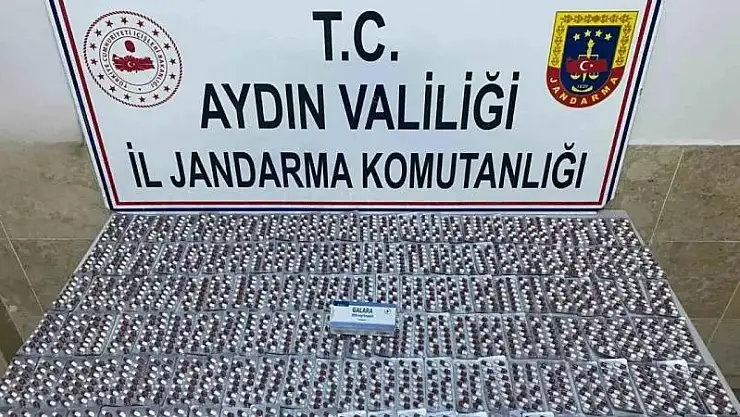 T.C.
AYDIN VALİLİĞİ
İL JANDARMA KOMUTANLIĞI
JANDARMA
GALARA